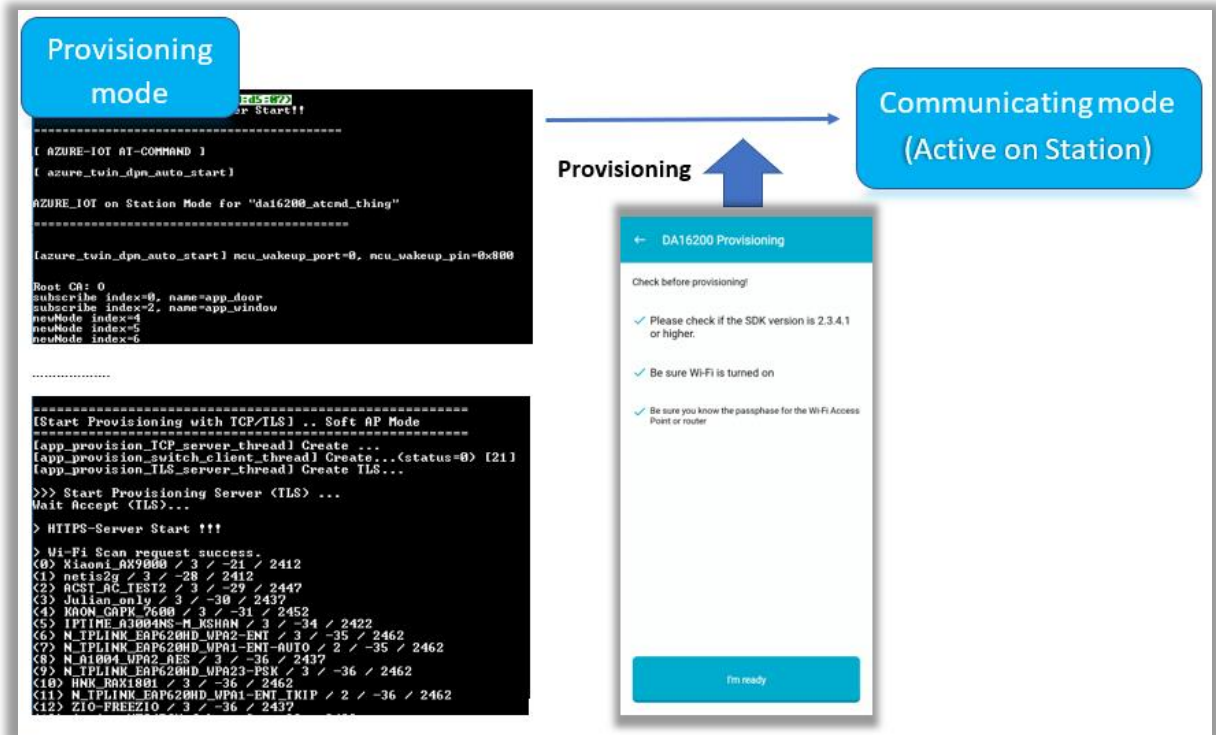 Provisioning
mode
:d5:07>
er Start!!
============================================
[ AZURE-IOT AT-COMMAND ]
[ azure_twin_dpm_auto_start]
AZURE_IOT on Station Mode for "da16200_atcmd_thing"
============================================
[azure_twin_dpm_auto_start] mcu_wakeup_port=0, mcu_wakeup_pin=0x800
Root CA: O
subscribe index=0, name=app_door
subscribe index=2, name=app_window
newNode index=4
newNode index=5
newNode index=6
...................
========================================================
[Start Provisioning with TCP/TLS] .. Soft AP Mode
========================================================
[app_provision_TCP_server_thread] Create ...
[app_provision_switch_client_thread] Create...(status=0) [21]
[app_provision_TLS_server_thread] Create TLS...
>>> Start Provisioning Server (TLS) ...
Wait Accept (TLS)...
> HTTPS-Server Start !!!
> Wi-Fi Scan request success.
(0) Xiaomi_AX9000 / 3 / -21 / 2412
(1) netis2g / 3 / -28 / 2412
(2) ACST_AC_TEST2 / 3 / -29 / 2447
(3) Julian_only / 3 / -30 / 2437
(4) KAON_GAPK_7600 / 3 / -31 / 2452
(5) IPTIME_A3004NS-M_KSHAN / 3 / -34 / 2422
(6) N_TPLINK_EAP620HD_WPA2-ENT / 3 / -35 / 2462
(7) N_TPLINK_EAP620HD_WPA1-ENT-AUTO / 2 / -35 / 2462
(8) N_A1004_WPA2_AES / 3 / -36 / 2437
(9) N_TPLINK_EAP620HD_WPA23-PSK / 3 / -36 / 2462
(10) HNK_RAX1801 / 3 / -36 / 2462
(11) N_TPLINK_EAP620HD_WPA1-ENT_TKIP / 2 / -36 / 2462
(12) ZIO-FREEZIO / 3 / -36 / 2437
Provisioning
← DA16200 Provisioning
Check before provisioning!
✓ Please check if the SDK version is 2.3.4.1
or higher.
✓ Be sure Wi-Fi is turned on
✓ Be sure you know the passphase for the Wi-Fi Access
Point or router
I'm ready
Communicating mode
(Active on Station)